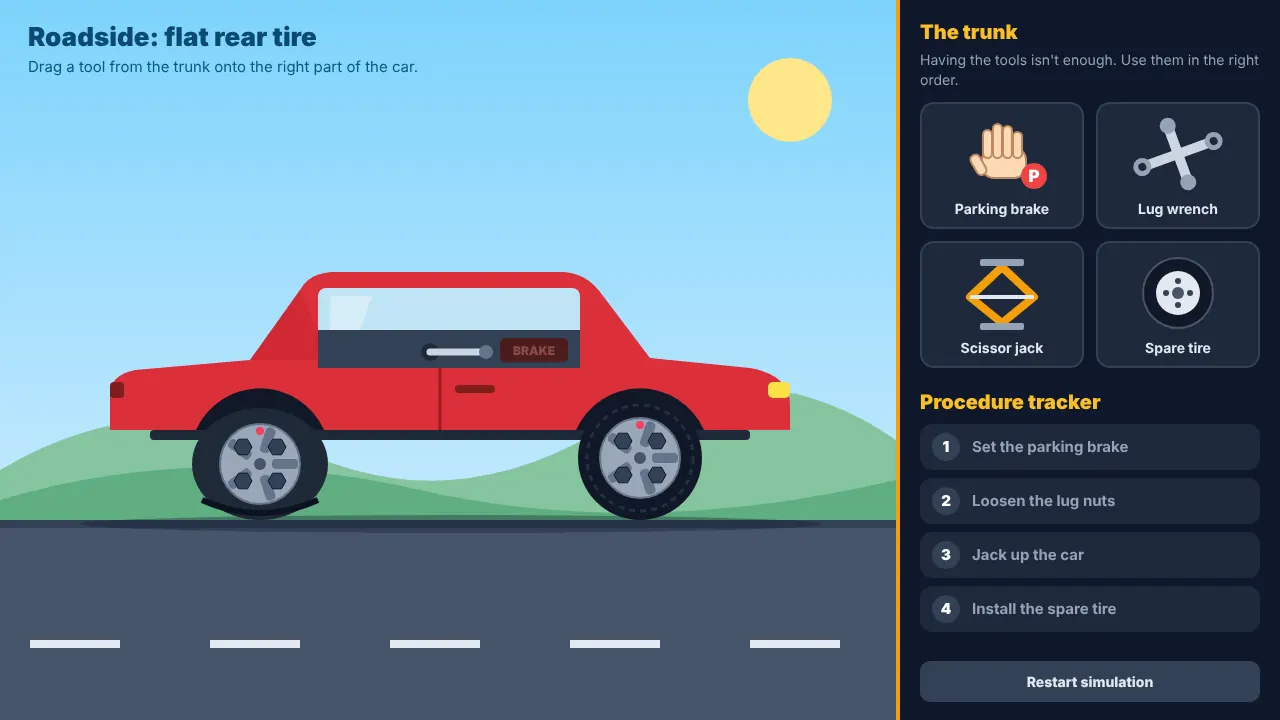 Roadside: flat rear tire
Drag a tool from the trunk onto the right part of the car.
BRAKE
The trunk
Having the tools isn't enough. Use them in the right
order.
P
Parking brake
Lug wrench
Scissor jack
Spare tire
Procedure tracker
1 Set the parking brake
2 Loosen the lug nuts
3 Jack up the car
4 Install the spare tire
Restart simulation